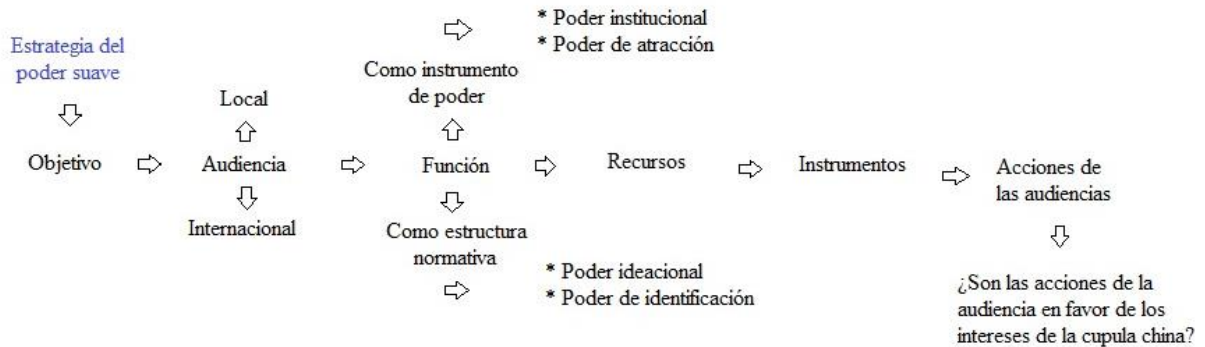 Estrategia del
poder suave
Objetivo
Local
Audiencia
Internacional
* Poder institucional
* Poder de atracción
Como instrumento
de poder
Función
Como estructura
normativa
* Poder ideacional
* Poder de identificación
Recursos
Instrumentos
Acciones de
las audiencias
¿Son las acciones de la
audiencia en favor de los
intereses de la cupula china?